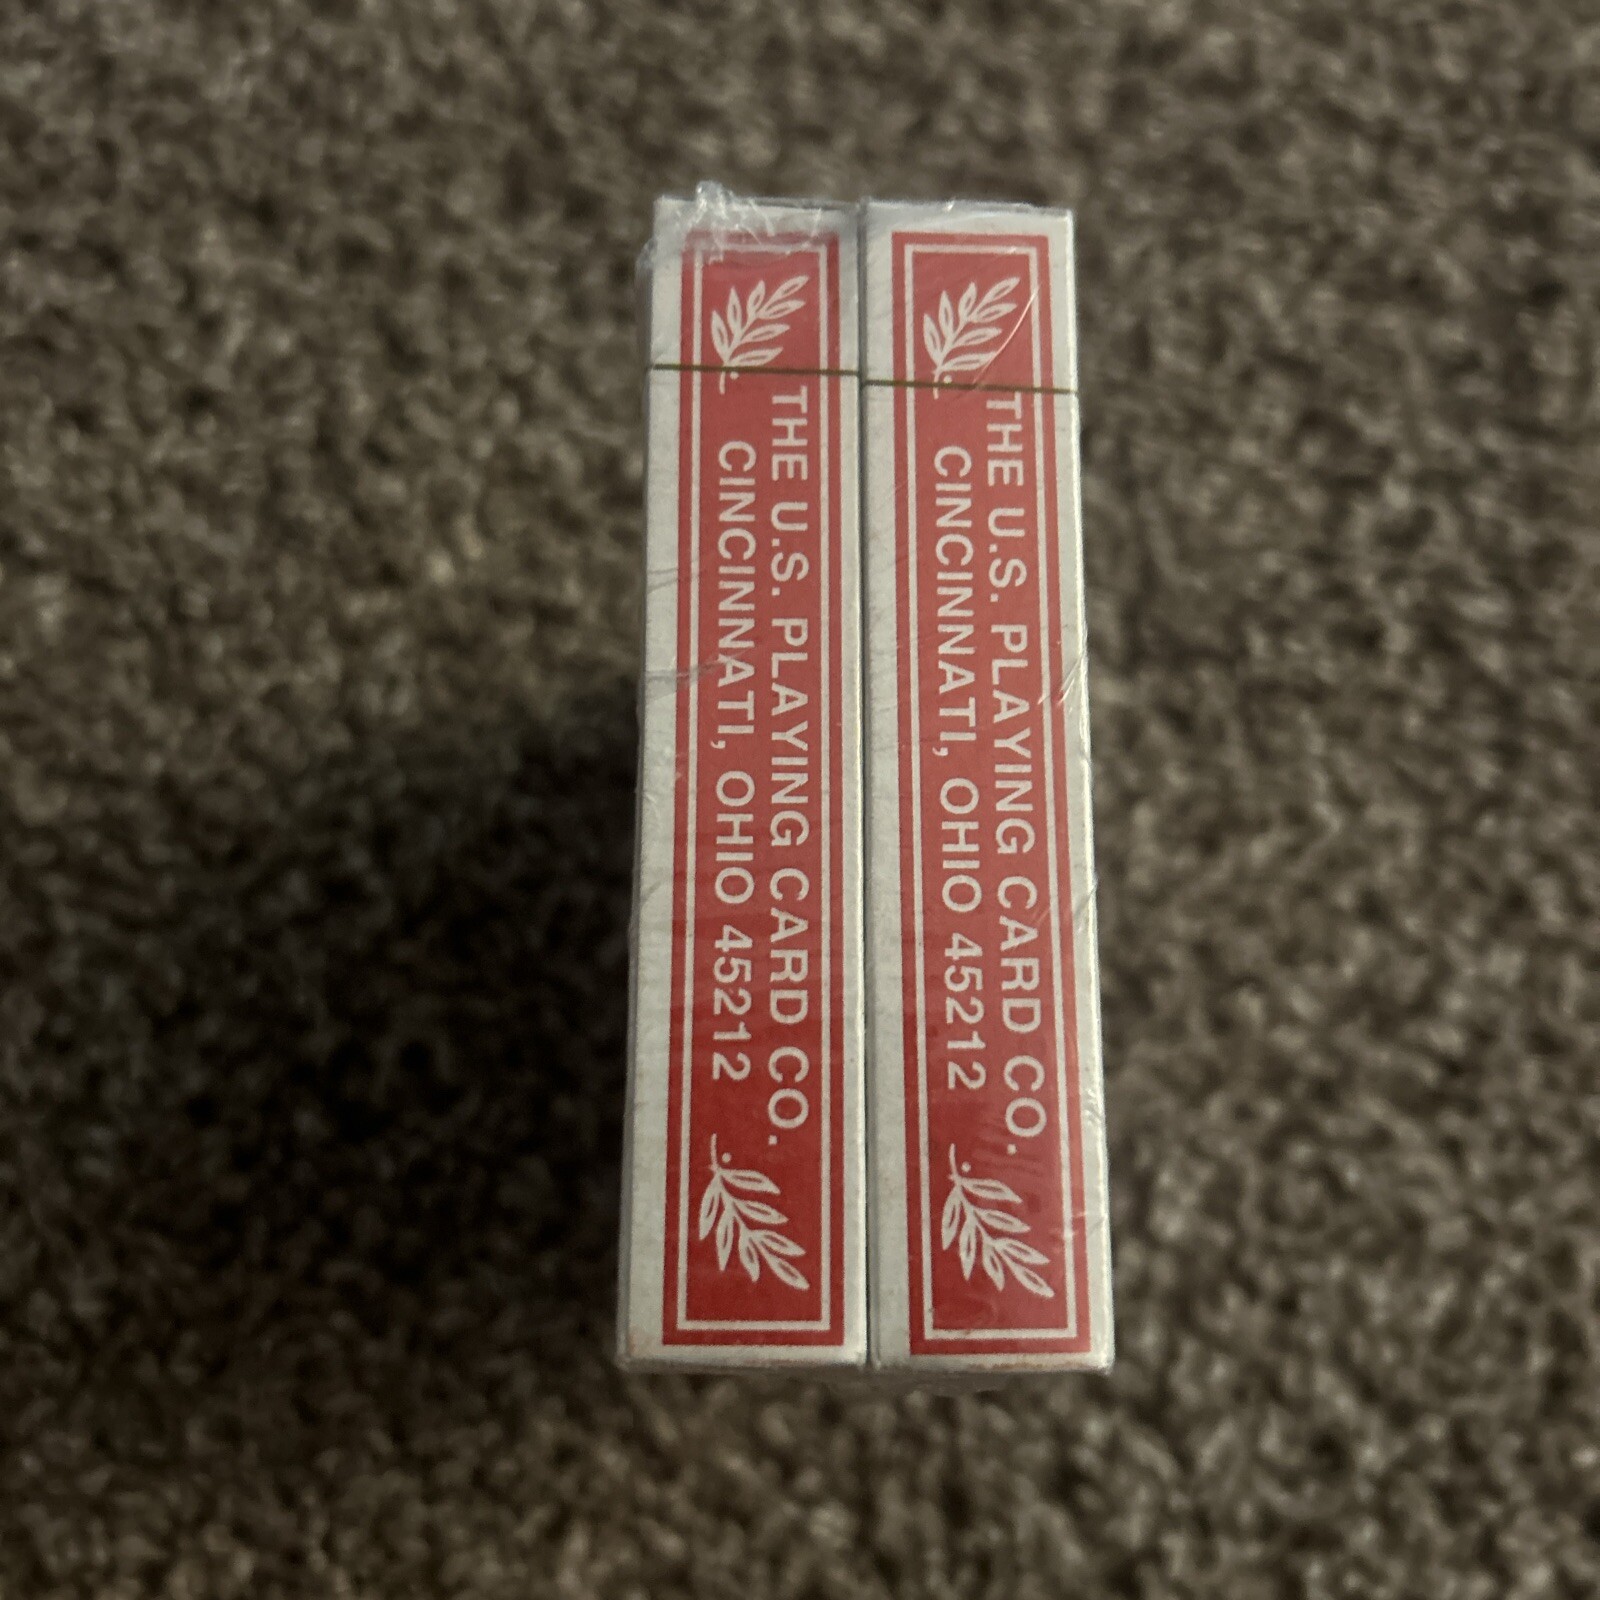 THE U.S. PLAYING CARD CO.
CINCINNATI, OHIO 45212
THE U.S. PLAYING CARD CO.
CINCINNATI, OHIO 45212